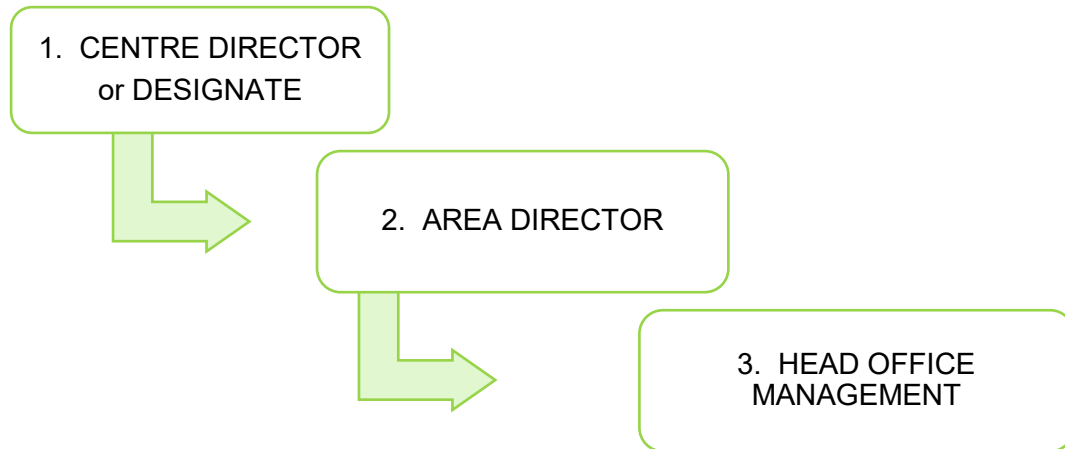 1. CENTRE DIRECTOR
or DESIGNATE
2. AREA DIRECTOR
3. HEAD OFFICE
MANAGEMENT